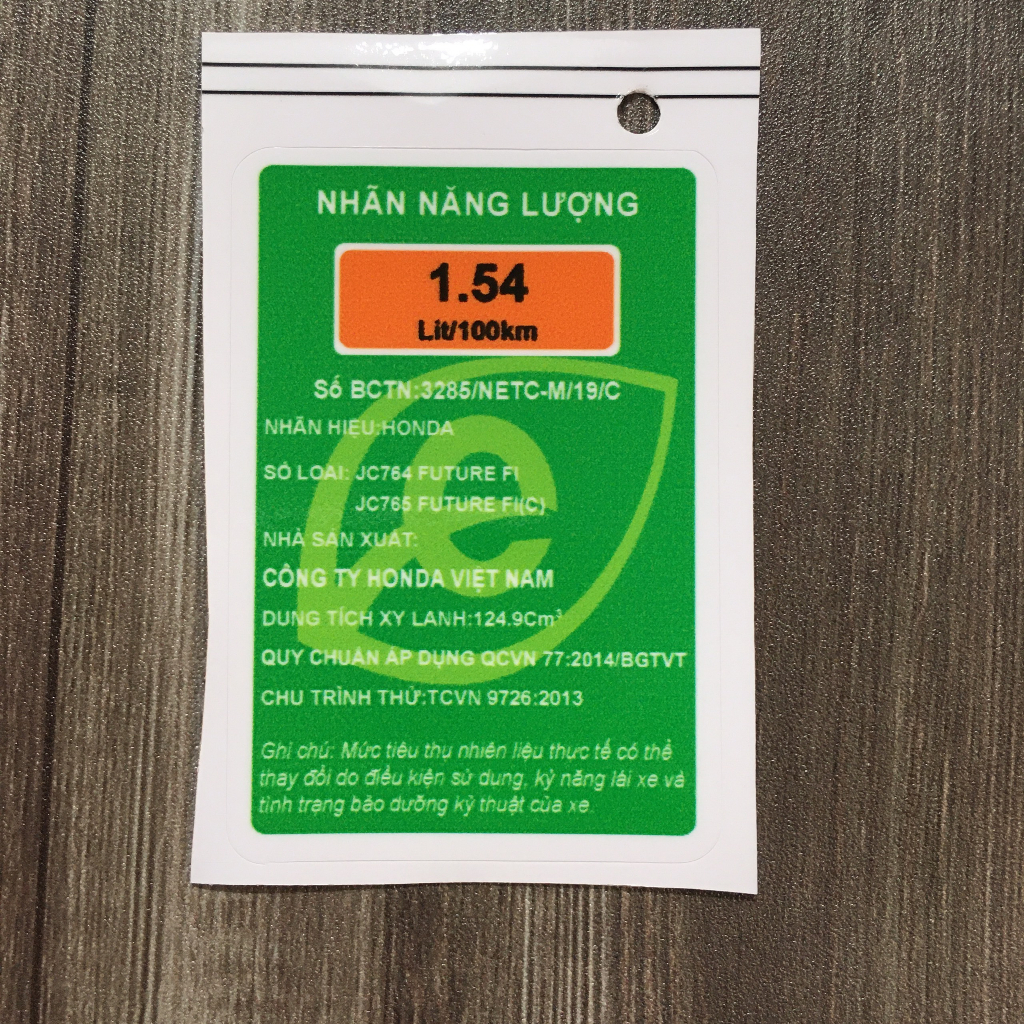 NHÃN NĂNG LƯỢNG
1.54
Lít/100km
Số BCTN:3285/NETC-M/19/C
NHÃN HIỆU:HONDA
SỐ LOẠI: JC764 FUTURE FI
JC765 FUTURE FI(C)
NHÀ SẢN XUẤT:
CÔNG TY HONDA VIỆT NAM
DUNG TÍCH XY LANH:124.9Cm³
QUY CHUẨN ÁP DỤNG QCVN 77:2014/BGTVT
CHU TRÌNH THỬ:TCVN 9726:2013
Ghi chú: Mức tiêu thụ nhiên liệu thực tế có thể
thay đổi do điều kiện sử dung, kỹ năng lái xe và
tình trạng bảo dưỡng kỹ thuật của xe.